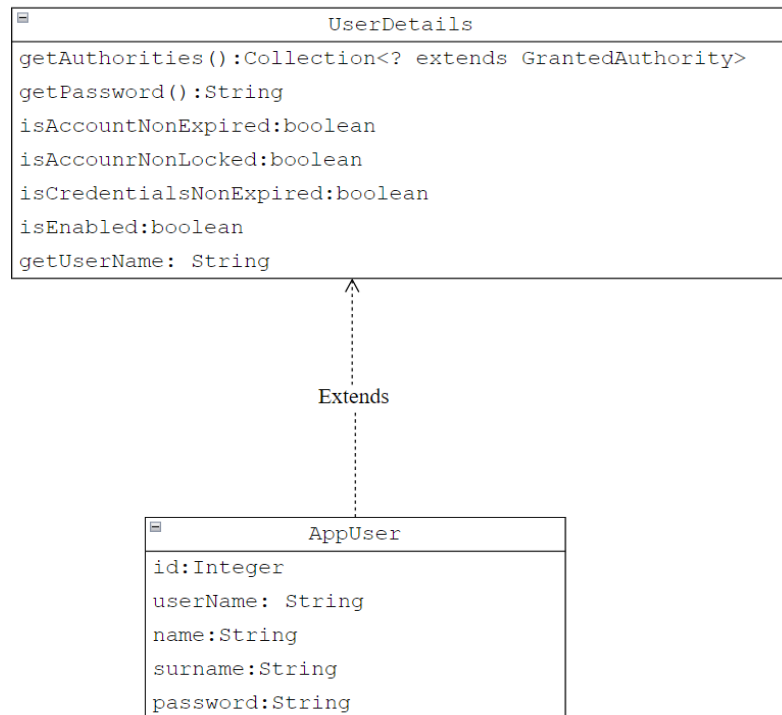 UserDetails
getAuthorities():Collection<? extends GrantedAuthority>
getPassword():String
isAccountNonExpired:boolean
isAccounrNonLocked:boolean
isCredentialsNonExpired:boolean
isEnabled:boolean
getUserName: String
Extends
AppUser
id:Integer
userName: String
name:String
surname:String
password:String